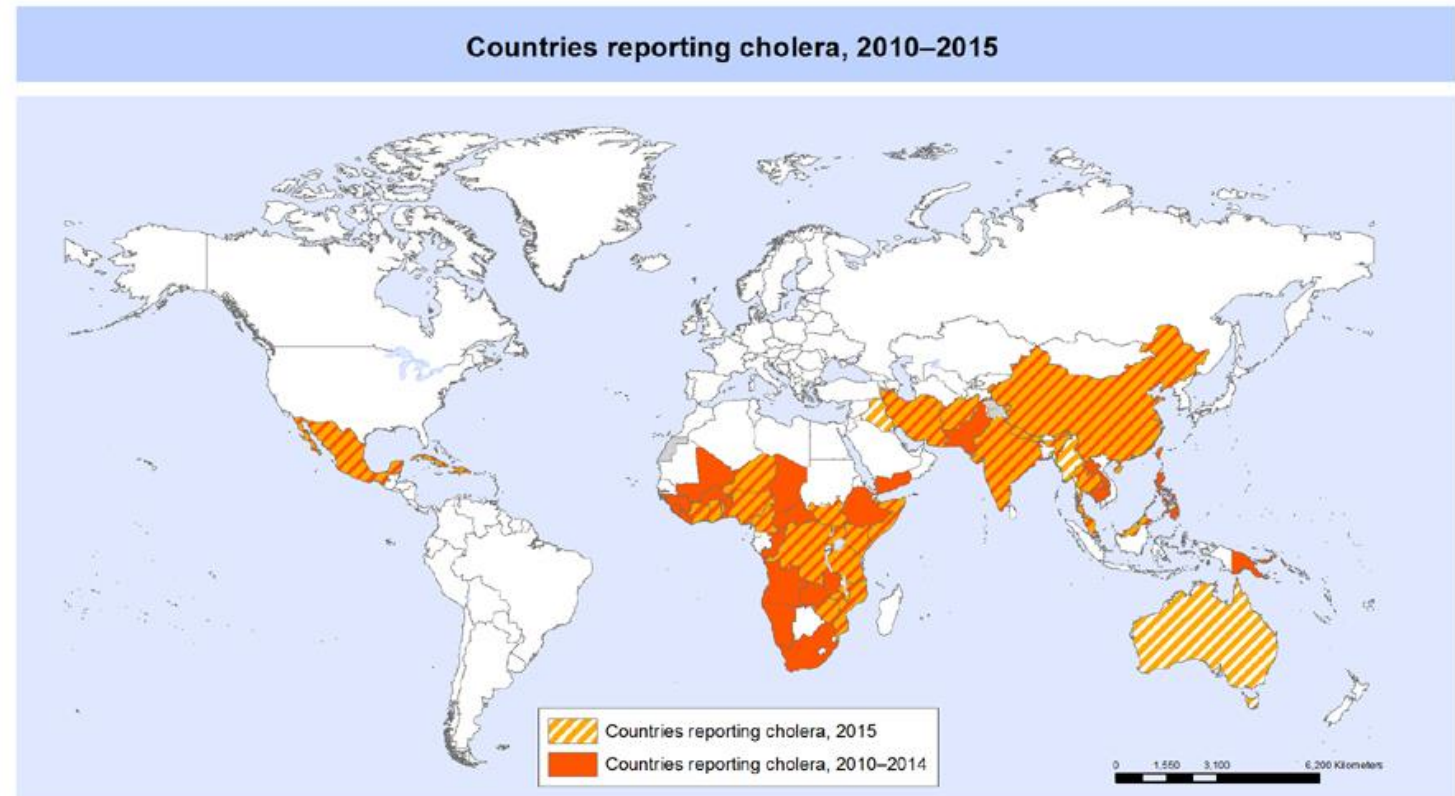 Countries reporting cholera, 2010–2015
Countries reporting cholera, 2015
Countries reporting cholera, 2010–2014
0 1,550 3,100 6,200 Kilometers